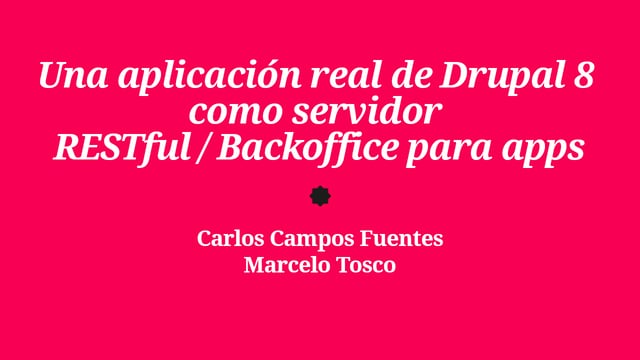 Una aplicación real de Drupal 8
como servidor
RESTful / Backoffice para apps
Carlos Campos Fuentes
Marcelo Tosco